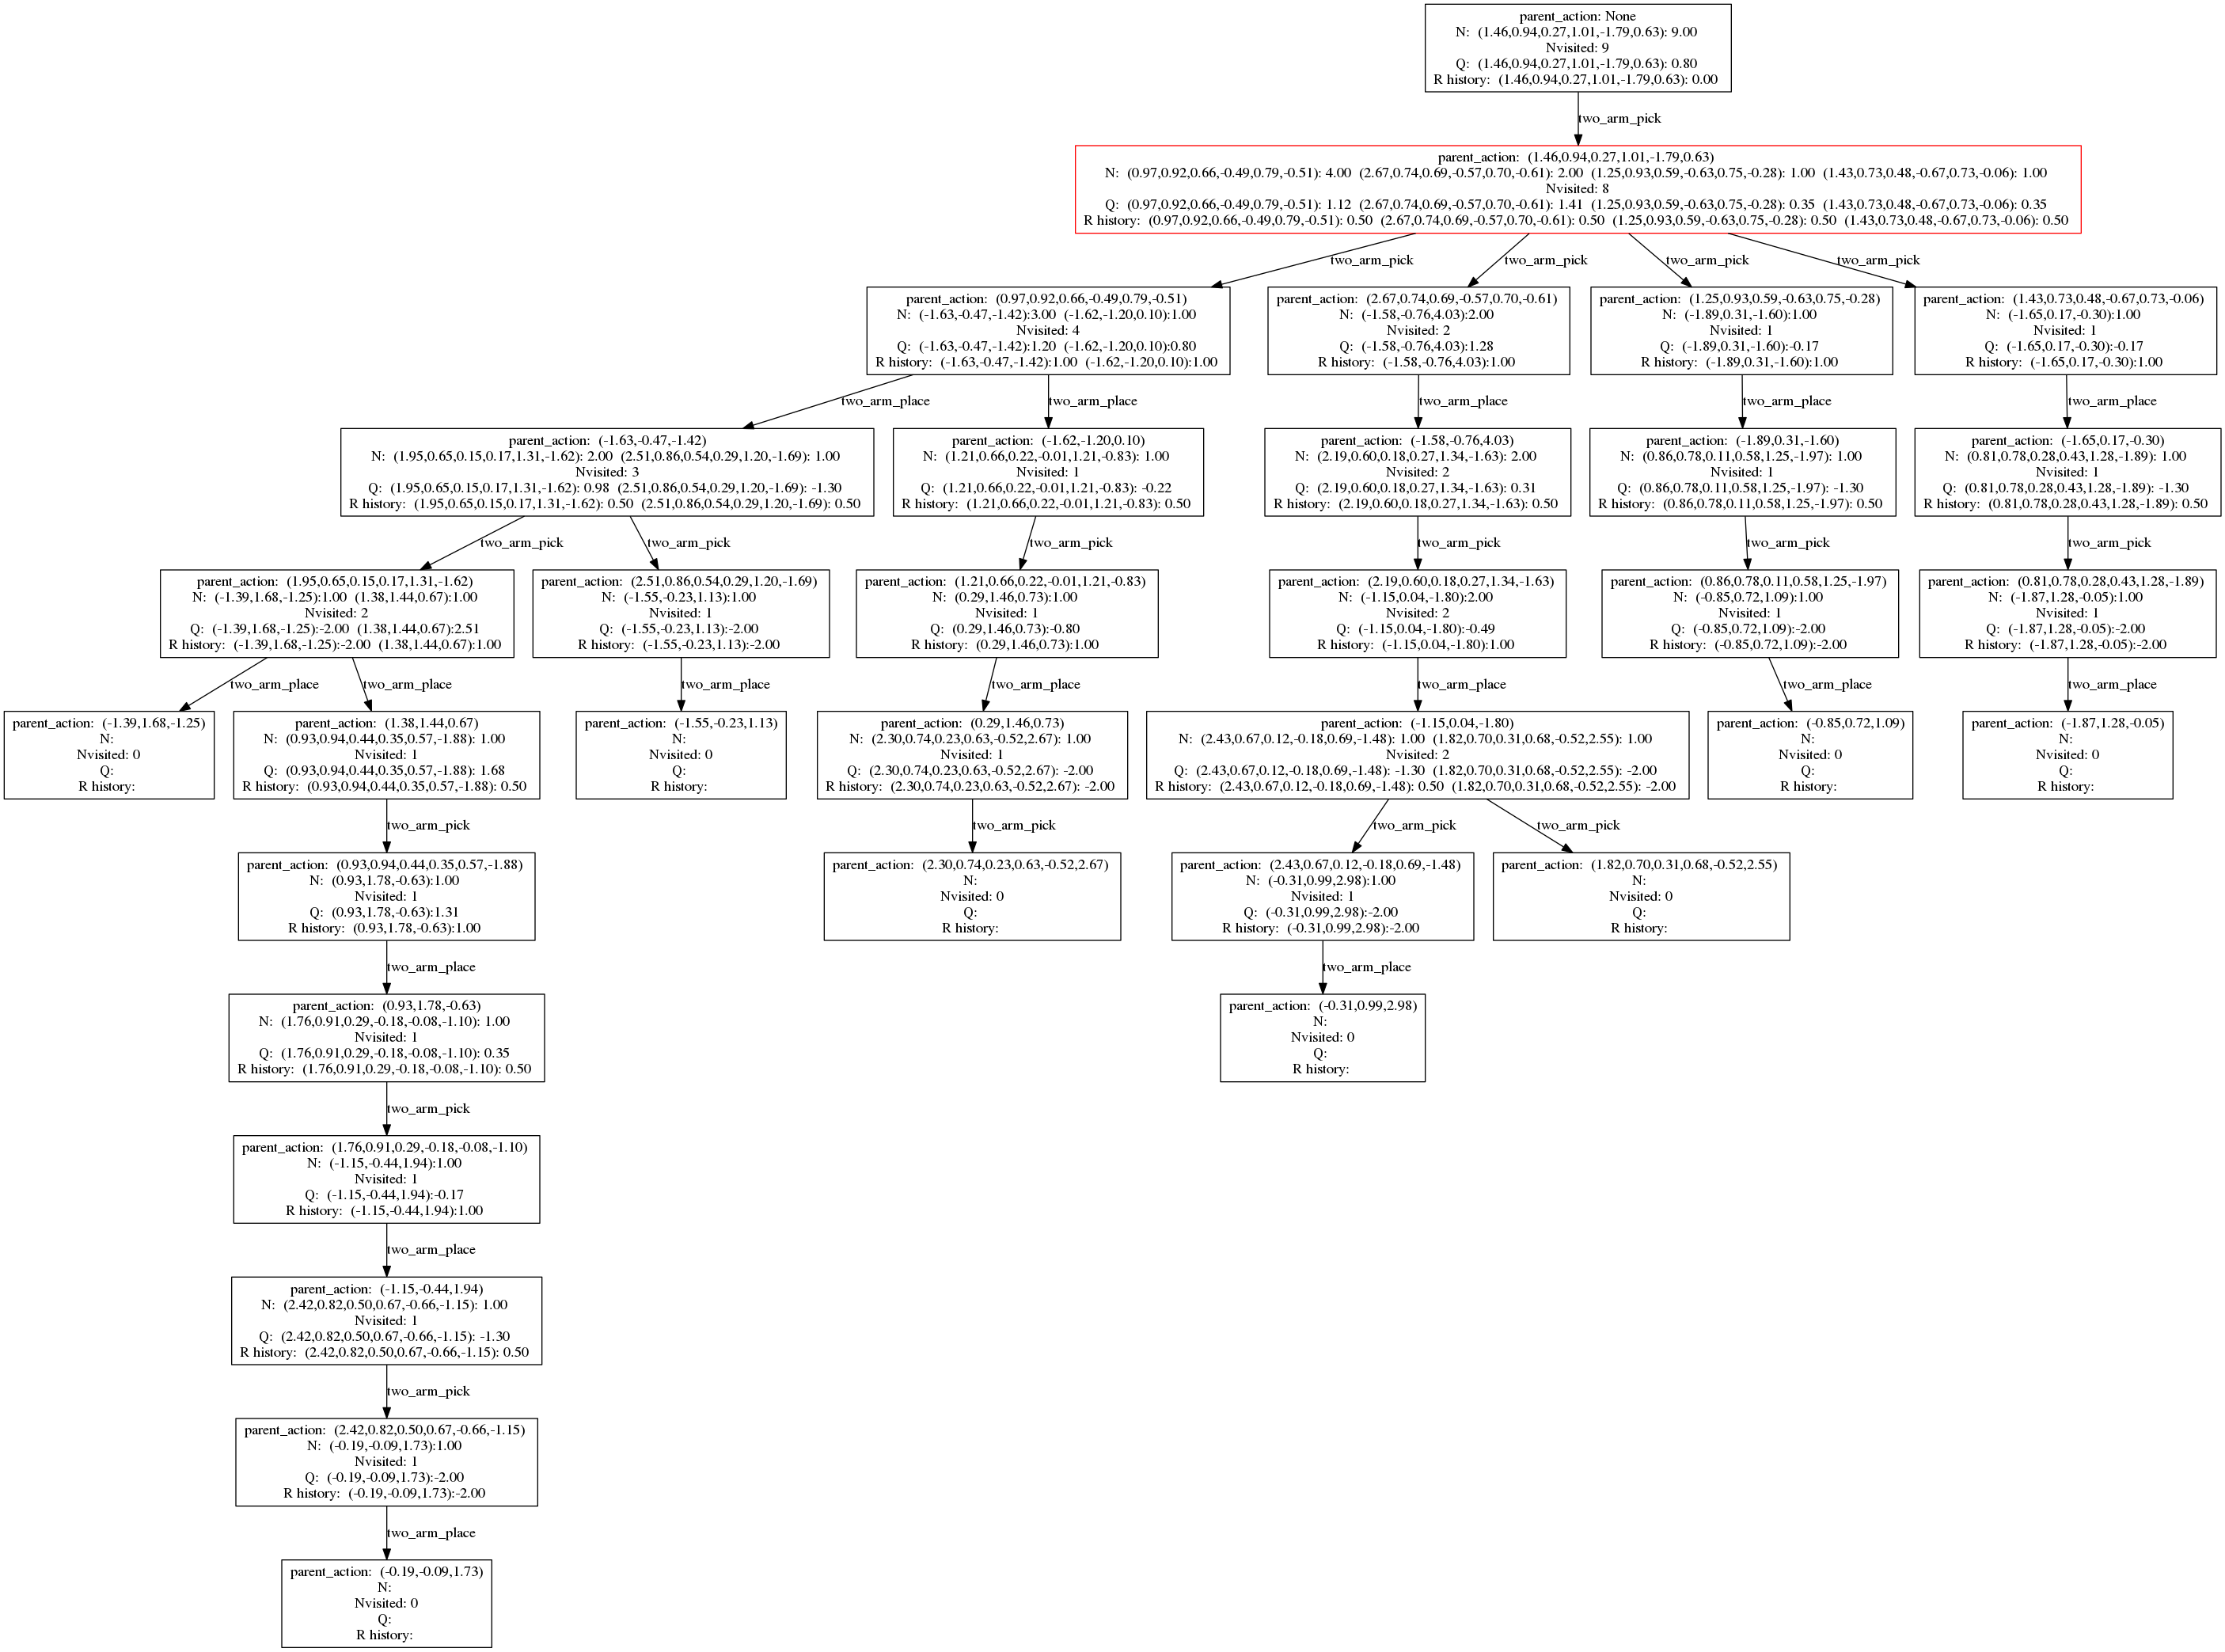 parent_action: None
N: (1.46,0.94,0.27,1.01,-1.79,0.63): 9.00
Nvisited: 9
Q: (1.46,0.94,0.27,1.01,-1.79,0.63): 0.80
R history: (1.46,0.94,0.27,1.01,-1.79,0.63): 0.00
two_arm_pick
parent_action: (1.46,0.94,0.27,1.01,-1.79,0.63)
N: (0.97,0.92,0.66,-0.49,0.79,-0.51): 4.00 (2.67,0.74,0.69,-0.57,0.70,-0.61): 2.00 (1.25,0.93,0.59,-0.63,0.75,-0.28): 1.00 (1.43,0.73,0.48,-0.67,0.73,-0.06): 1.00
Nvisited: 8
Q: (0.97,0.92,0.66,-0.49,0.79,-0.51): 1.12 (2.67,0.74,0.69,-0.57,0.70,-0.61): 1.41 (1.25,0.93,0.59,-0.63,0.75,-0.28): 0.35 (1.43,0.73,0.48,-0.67,0.73,-0.06): 0.35
R history: (0.97,0.92,0.66,-0.49,0.79,-0.51): 0.50 (2.67,0.74,0.69,-0.57,0.70,-0.61): 0.50 (1.25,0.93,0.59,-0.63,0.75,-0.28): 0.50 (1.43,0.73,0.48,-0.67,0.73,-0.06): 0.50
two_arm_pick
two_arm_pick
two_arm_pick
two_arm_pick
parent_action: (0.97,0.92,0.66,-0.49,0.79,-0.51)
N: (-1.63,-0.47,-1.42):3.00 (-1.62,-1.20,0.10):1.00
Nvisited: 4
Q: (-1.63,-0.47,-1.42):1.20 (-1.62,-1.20,0.10):0.80
R history: (-1.63,-0.47,-1.42):1.00 (-1.62,-1.20,0.10):1.00
parent_action: (2.67,0.74,0.69,-0.57,0.70,-0.61)
N: (-1.58,-0.76,4.03):2.00
Nvisited: 2
Q: (-1.58,-0.76,4.03):1.28
R history: (-1.58,-0.76,4.03):1.00
parent_action: (1.25,0.93,0.59,-0.63,0.75,-0.28)
N: (-1.89,0.31,-1.60):1.00
Nvisited: 1
Q: (-1.89,0.31,-1.60):-0.17
R history: (-1.89,0.31,-1.60):1.00
parent_action: (1.43,0.73,0.48,-0.67,0.73,-0.06)
N: (-1.65,0.17,-0.30):1.00
Nvisited: 1
Q: (-1.65,0.17,-0.30):-0.17
R history: (-1.65,0.17,-0.30):1.00
two_arm_place
two_arm_place
two_arm_place
two_arm_place
two_arm_place
parent_action: (-1.63,-0.47,-1.42)
N: (1.95,0.65,0.15,0.17,1.31,-1.62): 2.00 (2.51,0.86,0.54,0.29,1.20,-1.69): 1.00
Nvisited: 3
Q: (1.95,0.65,0.15,0.17,1.31,-1.62): 0.98 (2.51,0.86,0.54,0.29,1.20,-1.69): -1.30
R history: (1.95,0.65,0.15,0.17,1.31,-1.62): 0.50 (2.51,0.86,0.54,0.29,1.20,-1.69): 0.50
parent_action: (-1.62,-1.20,0.10)
N: (1.21,0.66,0.22,-0.01,1.21,-0.83): 1.00
Nvisited: 1
Q: (1.21,0.66,0.22,-0.01,1.21,-0.83): -0.22
R history: (1.21,0.66,0.22,-0.01,1.21,-0.83): 0.50
parent_action: (-1.58,-0.76,4.03)
N: (2.19,0.60,0.18,0.27,1.34,-1.63): 2.00
Nvisited: 2
Q: (2.19,0.60,0.18,0.27,1.34,-1.63): 0.31
R history: (2.19,0.60,0.18,0.27,1.34,-1.63): 0.50
parent_action: (-1.89,0.31,-1.60)
N: (0.86,0.78,0.11,0.58,1.25,-1.97): 1.00
Nvisited: 1
Q: (0.86,0.78,0.11,0.58,1.25,-1.97): -1.30
R history: (0.86,0.78,0.11,0.58,1.25,-1.97): 0.50
parent_action: (-1.65,0.17,-0.30)
N: (0.81,0.78,0.28,0.43,1.28,-1.89): 1.00
Nvisited: 1
Q: (0.81,0.78,0.28,0.43,1.28,-1.89): -1.30
R history: (0.81,0.78,0.28,0.43,1.28,-1.89): 0.50
two_arm_pick
two_arm_pick
two_arm_pick
two_arm_pick
two_arm_pick
two_arm_pick
parent_action: (1.95,0.65,0.15,0.17,1.31,-1.62)
N: (-1.39,1.68,-1.25):1.00 (1.38,1.44,0.67):1.00
Nvisited: 2
Q: (-1.39,1.68,-1.25):-2.00 (1.38,1.44,0.67):2.51
R history: (-1.39,1.68,-1.25):-2.00 (1.38,1.44,0.67):1.00
parent_action: (2.51,0.86,0.54,0.29,1.20,-1.69)
N: (-1.55,-0.23,1.13):1.00
Nvisited: 1
Q: (-1.55,-0.23,1.13):-2.00
R history: (-1.55,-0.23,1.13):-2.00
parent_action: (1.21,0.66,0.22,-0.01,1.21,-0.83)
N: (0.29,1.46,0.73):1.00
Nvisited: 1
Q: (0.29,1.46,0.73):-0.80
R history: (0.29,1.46,0.73):1.00
parent_action: (2.19,0.60,0.18,0.27,1.34,-1.63)
N: (-1.15,0.04,-1.80):2.00
Nvisited: 2
Q: (-1.15,0.04,-1.80):-0.49
R history: (-1.15,0.04,-1.80):1.00
parent_action: (0.86,0.78,0.11,0.58,1.25,-1.97)
N: (-0.85,0.72,1.09):1.00
Nvisited: 1
Q: (-0.85,0.72,1.09):-2.00
R history: (-0.85,0.72,1.09):-2.00
parent_action: (0.81,0.78,0.28,0.43,1.28,-1.89)
N: (-1.87,1.28,-0.05):1.00
Nvisited: 1
Q: (-1.87,1.28,-0.05):-2.00
R history: (-1.87,1.28,-0.05):-2.00
two_arm_place
two_arm_place
two_arm_place
two_arm_place
two_arm_place
two_arm_place
two_arm_place
parent_action: (-1.39,1.68,-1.25)
N:
Nvisited: 0
Q:
R history:
parent_action: (1.38,1.44,0.67)
N: (0.93,0.94,0.44,0.35,0.57,-1.88): 1.00
Nvisited: 1
Q: (0.93,0.94,0.44,0.35,0.57,-1.88): 1.68
R history: (0.93,0.94,0.44,0.35,0.57,-1.88): 0.50
parent_action: (-1.55,-0.23,1.13)
N:
Nvisited: 0
Q:
R history:
parent_action: (0.29,1.46,0.73)
N: (2.30,0.74,0.23,0.63,-0.52,2.67): 1.00
Nvisited: 1
Q: (2.30,0.74,0.23,0.63,-0.52,2.67): -2.00
R history: (2.30,0.74,0.23,0.63,-0.52,2.67): -2.00
parent_action: (-1.15,0.04,-1.80)
N: (2.43,0.67,0.12,-0.18,0.69,-1.48): 1.00 (1.82,0.70,0.31,0.68,-0.52,2.55): 1.00
Nvisited: 2
Q: (2.43,0.67,0.12,-0.18,0.69,-1.48): -1.30 (1.82,0.70,0.31,0.68,-0.52,2.55): -2.00
R history: (2.43,0.67,0.12,-0.18,0.69,-1.48): 0.50 (1.82,0.70,0.31,0.68,-0.52,2.55): -2.00
parent_action: (-0.85,0.72,1.09)
N:
Nvisited: 0
Q:
R history:
parent_action: (-1.87,1.28,-0.05)
N:
Nvisited: 0
Q:
R history:
two_arm_pick
two_arm_pick
two_arm_pick
two_arm_pick
parent_action: (0.93,0.94,0.44,0.35,0.57,-1.88)
N: (0.93,1.78,-0.63):1.00
Nvisited: 1
Q: (0.93,1.78,-0.63):1.31
R history: (0.93,1.78,-0.63):1.00
parent_action: (2.30,0.74,0.23,0.63,-0.52,2.67)
N:
Nvisited: 0
Q:
R history:
parent_action: (2.43,0.67,0.12,-0.18,0.69,-1.48)
N: (-0.31,0.99,2.98):1.00
Nvisited: 1
Q: (-0.31,0.99,2.98):-2.00
R history: (-0.31,0.99,2.98):-2.00
parent_action: (1.82,0.70,0.31,0.68,-0.52,2.55)
N:
Nvisited: 0
Q:
R history:
two_arm_place
two_arm_place
parent_action: (0.93,1.78,-0.63)
N: (1.76,0.91,0.29,-0.18,-0.08,-1.10): 1.00
Nvisited: 1
Q: (1.76,0.91,0.29,-0.18,-0.08,-1.10): 0.35
R history: (1.76,0.91,0.29,-0.18,-0.08,-1.10): 0.50
parent_action: (-0.31,0.99,2.98)
N:
Nvisited: 0
Q:
R history:
two_arm_pick
parent_action: (1.76,0.91,0.29,-0.18,-0.08,-1.10)
N: (-1.15,-0.44,1.94):1.00
Nvisited: 1
Q: (-1.15,-0.44,1.94):-0.17
R history: (-1.15,-0.44,1.94):1.00
two_arm_place
parent_action: (-1.15,-0.44,1.94)
N: (2.42,0.82,0.50,0.67,-0.66,-1.15): 1.00
Nvisited: 1
Q: (2.42,0.82,0.50,0.67,-0.66,-1.15): -1.30
R history: (2.42,0.82,0.50,0.67,-0.66,-1.15): 0.50
two_arm_pick
parent_action: (2.42,0.82,0.50,0.67,-0.66,-1.15)
N: (-0.19,-0.09,1.73):1.00
Nvisited: 1
Q: (-0.19,-0.09,1.73):-2.00
R history: (-0.19,-0.09,1.73):-2.00
two_arm_place
parent_action: (-0.19,-0.09,1.73)
N:
Nvisited: 0
Q:
R history: